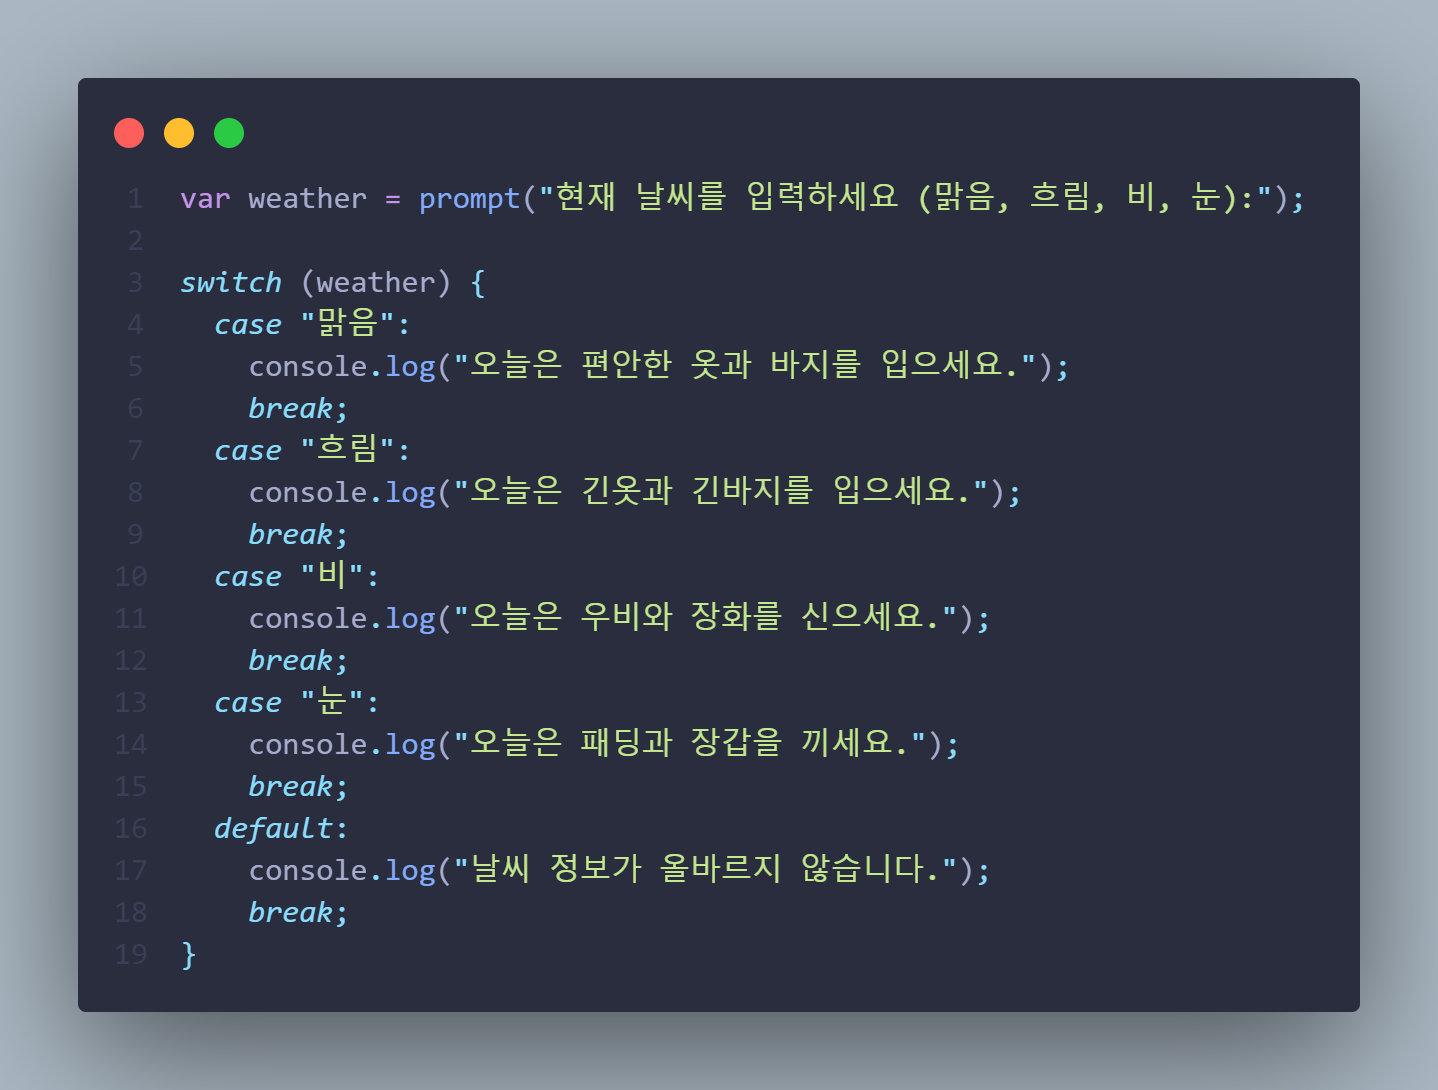 1 var weather = prompt("현재 날씨를 입력하세요 (맑음, 흐림, 비, 눈):");
2
3 switch (weather) {
4 case "맑음":
5 console.log("오늘은 편안한 옷과 바지를 입으세요.");
6 break;
7 case "흐림":
8 console.log("오늘은 긴옷과 긴바지를 입으세요.");
9 break;
10 case "비":
11 console.log("오늘은 우비와 장화를 신으세요.");
12 break;
13 case "눈":
14 console.log("오늘은 패딩과 장갑을 끼세요.");
15 break;
16 default:
17 console.log("날씨 정보가 올바르지 않습니다.");
18 break;
19 }